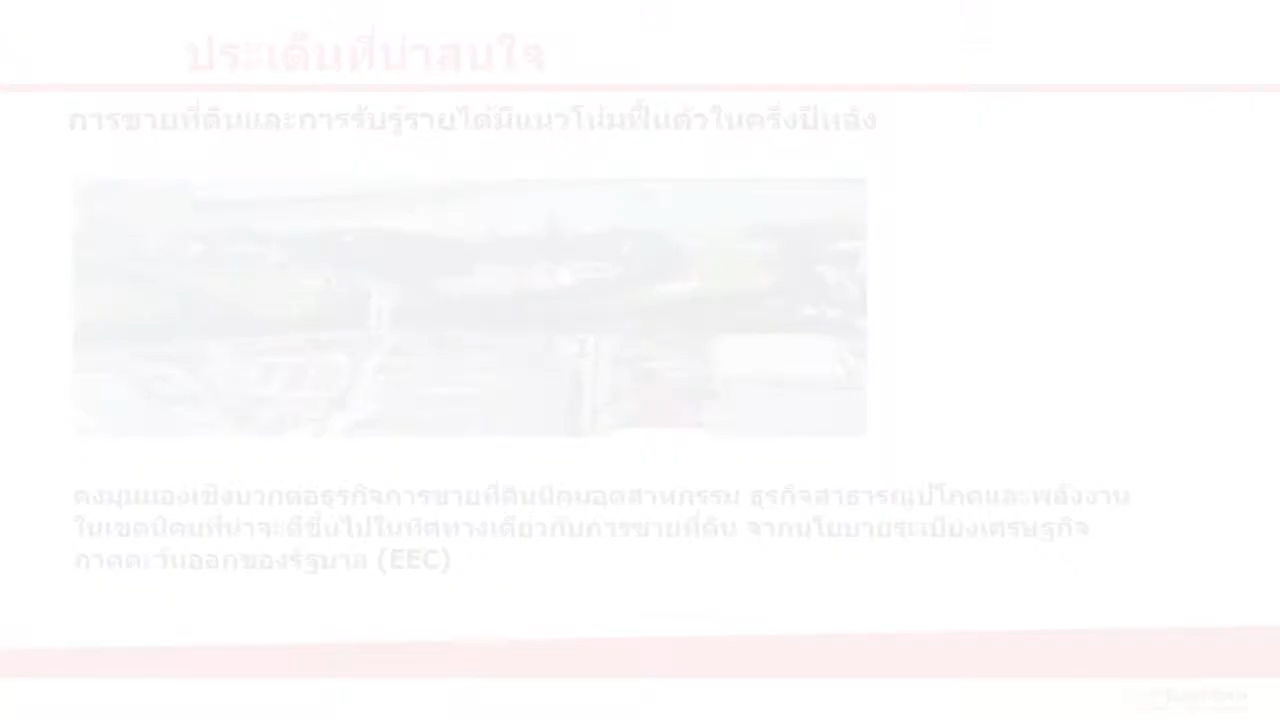 ประเด็นที่น่าสนใจ
การขายที่ดินและการรับรู้รายได้มีแนวโน้มฟื้นตัวในครึ่งปีหลัง
คงมุมมองเชิงบวกต่อธุรกิจการขายที่ดินนิคมอุตสาหกรรม ธุรกิจสาธารณูปโภคและพลังงาน
ในเขตนิคมที่น่าจะดีขึ้นไปในทิศทางเดียวกับการขายที่ดิน จากนโยบายระเบียงเศรษฐกิจ
ภาคตะวันออกของรัฐบาล (EEC)